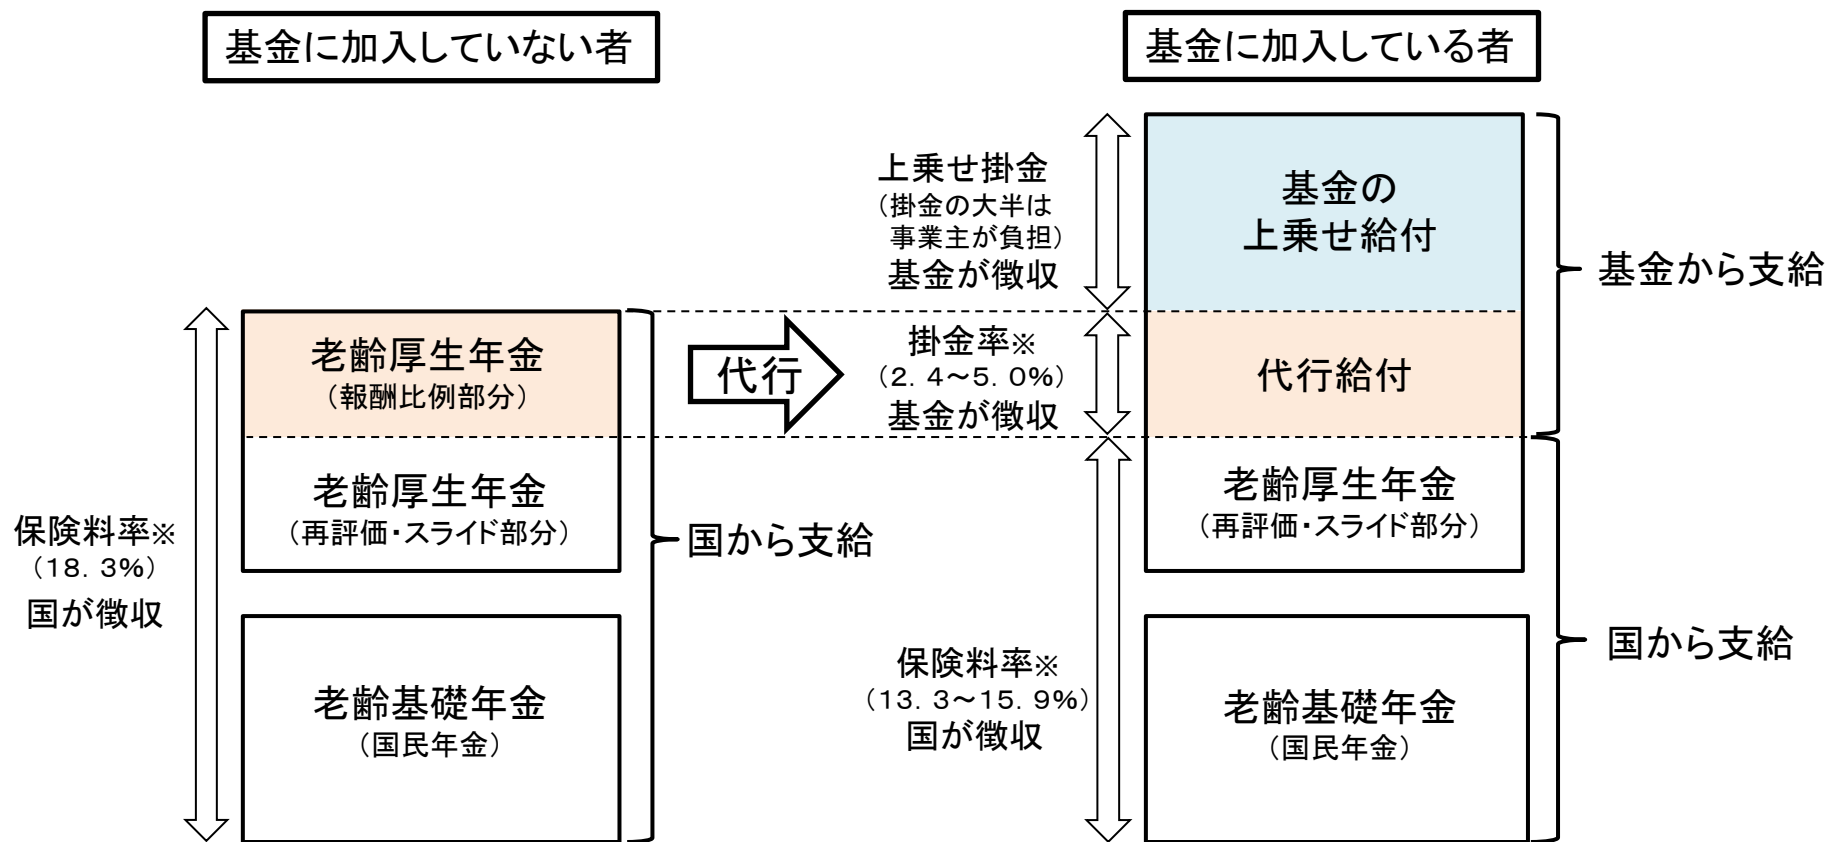 基金に加入していない者
老齢厚生年金
（報酬比例部分）
老齢厚生年金
（再評価・スライド部分）
老齢基礎年金
（国民年金）
保険料率※
（18．3%）
国が徴収
国から支給
代行
基金に加入している者
上乗せ掛金
（掛金の大半は
事業主が負担）
基金が徴収
掛金率※
（2．4～5．0%）
基金が徴収
保険料率※
（13．3～15．9%）
国が徴収
基金の
上乗せ給付
代行給付
老齢厚生年金
（再評価・スライド部分）
老齢基礎年金
（国民年金）
基金から支給
国から支給